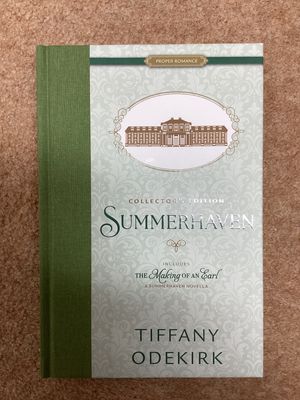 PROPER ROMANCE
COLLECTOR'S EDITION
SUMMERHAVEN
INCLUDES
THE Making OF AN Earl
A SUMMERHAVEN NOVELLA
TIFFANY
ODEKIRK